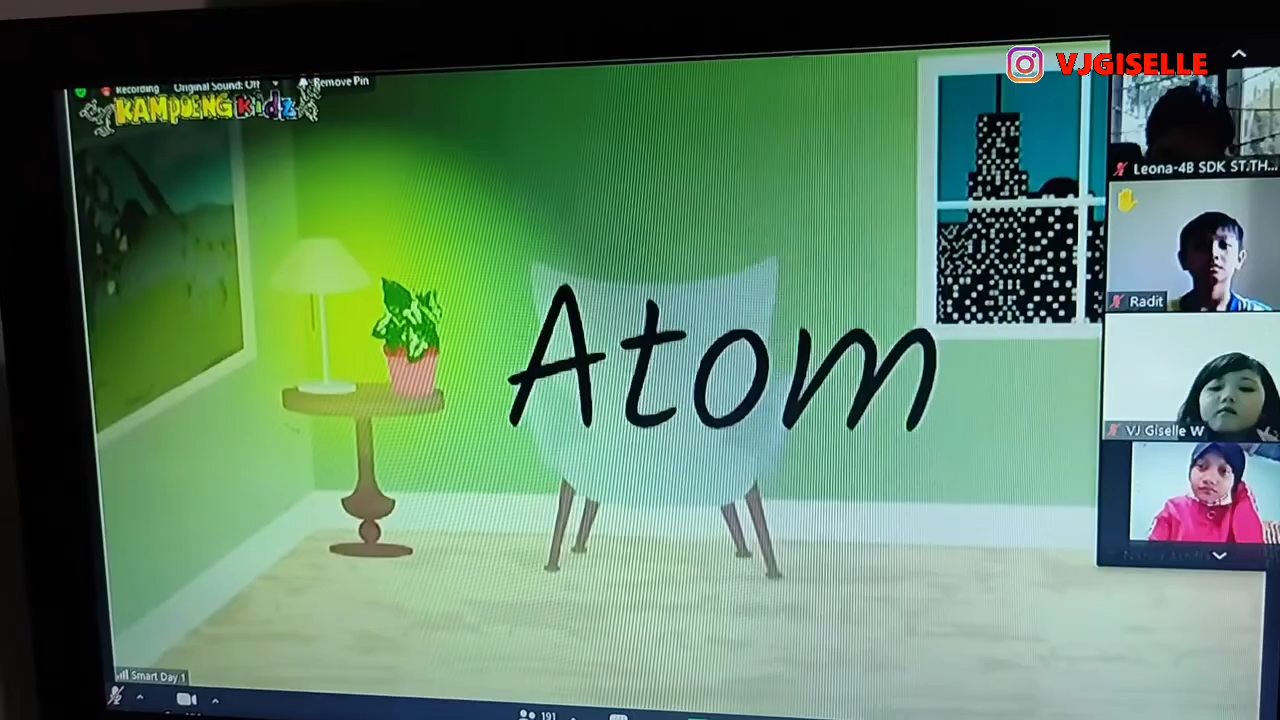 VJGISELLE
Recording Original Sound: Off Remove Pin
KAMPOENG Kidz
Leona-4B SDK ST.TH...
Radit
Atom
VJ Giselle W
Smart Day 1
191